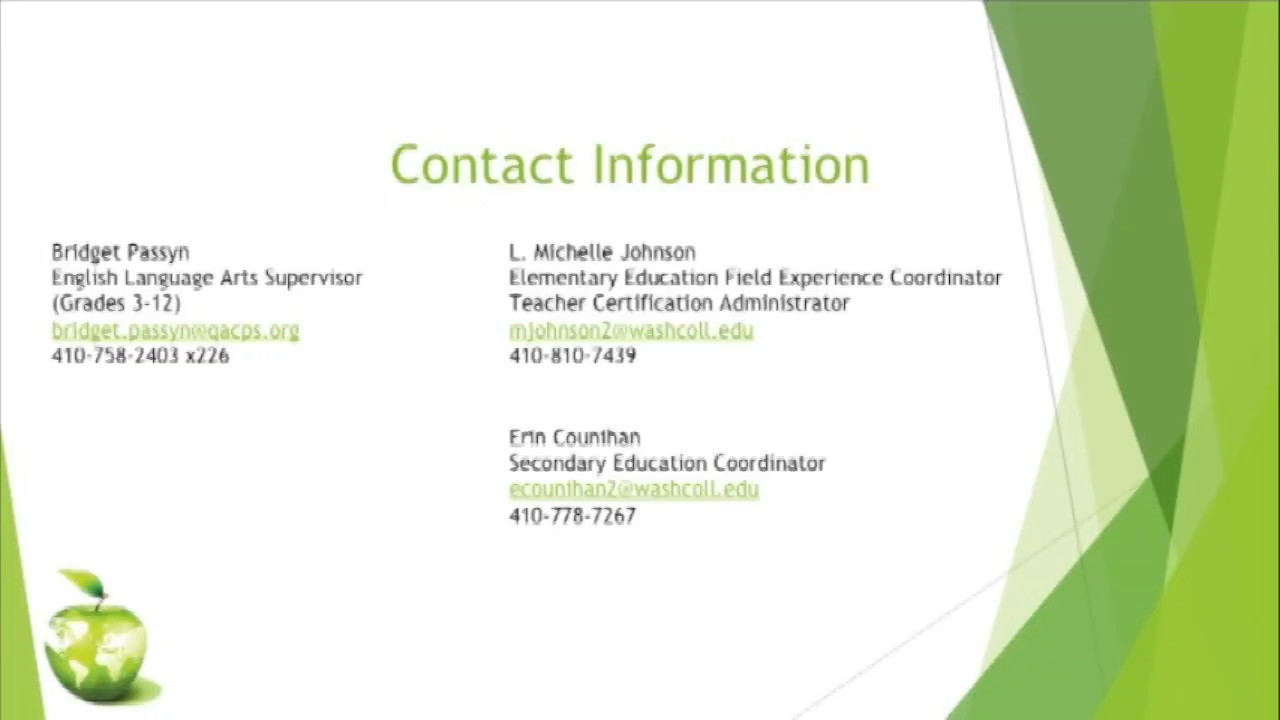 Contact Information
Bridget Passyn
English Language Arts Supervisor
(Grades 3-12)
bridget.passyn@qacps.org
410-758-2403 x226
L. Michelle Johnson
Elementary Education Field Experience Coordinator
Teacher Certification Administrator
mjohnson2@washcoll.edu
410-810-7439
Erin Counihan
Secondary Education Coordinator
ecounihan2@washcoll.edu
410-778-7267